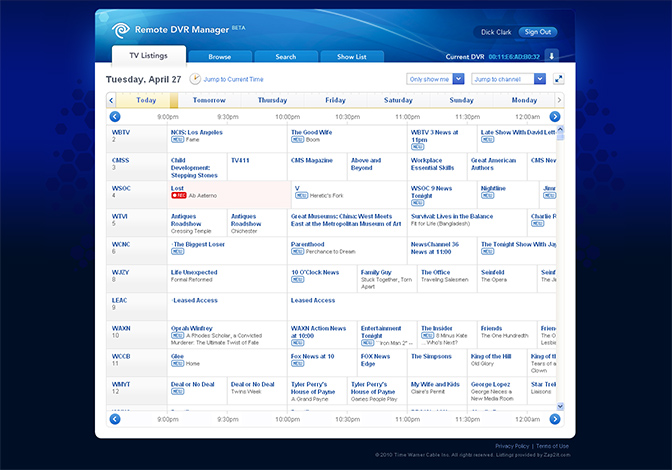 Remote DVR Manager BETA
Dick Clark
Sign Out
TV Listings
Browse
Search
Show List
Current DVR 00:11:E6:AD:B0:32
Tuesday, April 27
Jump to Current Time
Only show me
Jump to channel
Today
Tomorrow
Thursday
Friday
Saturday
Sunday
Monday
9:00pm
9:30pm
10:00pm
10:30pm
11:00pm
11:30pm
12:00am
WBTV
2
NCIS: Los Angeles
NEW Fame
The Good Wife
NEW Boom
WBTV 3 News at
11pm
NEW
Late Show With David Lett
NEW
CMSS
3
Child
Development:
Stepping Stones
TV411
CMS Magazine
Above and
Beyond
Workplace
Essential Skills
Great American
Authors
CMS New
WSOC
4
Lost
REC Ab Aeterno
V
NEW Heretic's Fork
WSOC 9 News
Tonight
NEW
Nightline
NEW
Jimm
NEW
WTVI
5
Antiques
Roadshow
Crossing Temple
Antiques
Roadshow
Chichester
Great Museums: China: West Meets
East at the Metropolitan Museum of Art
Survival: Lives in the Balance
Fit for Life (Bangladesh)
Charlie R
NEW
WCNC
6
The Biggest Loser
NEW
Parenthood
NEW Perchance to Dream
NewsChannel 36
News at 11:00
The Tonight Show With Jay
NEW
WJZY
8
Life Unexpected
Formal Reformed
10 O'Clock News
NEW
Family Guy
Stuck Together, Torn
Apart
The Office
Traveling Salesmen
Seinfeld
The Opera
Seinfeld
The Jim
LEAC
9
Leased Access
Leased Access
WAXN
10
Oprah Winfrey
NEW A Rhodes Scholar, a Convicted
Murderer: The Ultimate Twist of Fate
WAXN Action News
at 10:00
NEW
Entertainment
Tonight
NEW "Iron Man 2" --
The Insider
NEW 8 Minus Kate
... Who's Next?
Friends
The One Hundredth
Friends
The One
Lesbia
WCCB
11
Glee
NEW Home
Fox News at 10
NEW
FOX News
Edge
The Simpsons
King of the Hill
Old Glory
King of t
Tears of a
Clown
WMYT
12
Deal or No Deal
NEW
Deal or No Deal
Twins Week
Tyler Perry's
House of Payne
A Grand Payne
Tyler Perry's
House of Payne
Games People Play
My Wife and Kids
Claire's Permit
George Lopez
George Nieces a
New Media Room
Star Trek
Liaisons
9:00pm
9:30pm
10:00pm
10:30pm
11:00pm
11:30pm
12:00am
Privacy Policy | Terms of Use
© 2010 Time Warner Cable Inc. All rights reserved. Listings provided by Zap2it.com.